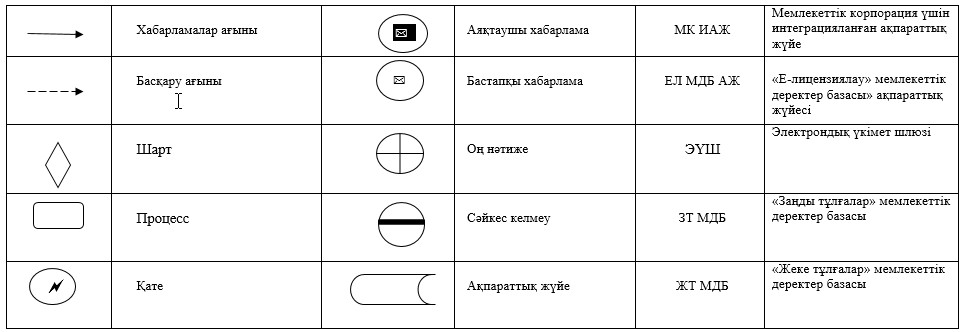 Хабарламалар ағыны
Аяқтаушы хабарлама
МК ИАЖ
Мемлекеттік корпорация үшін
интеграцияланған ақпараттық
жүйе
Басқару ағыны
Бастапқы хабарлама
ЕЛ МДБ АЖ
«Е-лицензиялау» мемлекеттік
деректер базасы» ақпараттық
жүйесі
Шарт
Оң нәтиже
ЭҮШ
Электрондық үкімет шлюзі
Процесс
Сәйкес келмеу
ЗТ МДБ
«Заңды тұлғалар» мемлекеттік
деректер базасы
Қате
Ақпараттық жүйе
ЖТ МДБ
«Жеке тұлғалар» мемлекеттік
деректер базасы